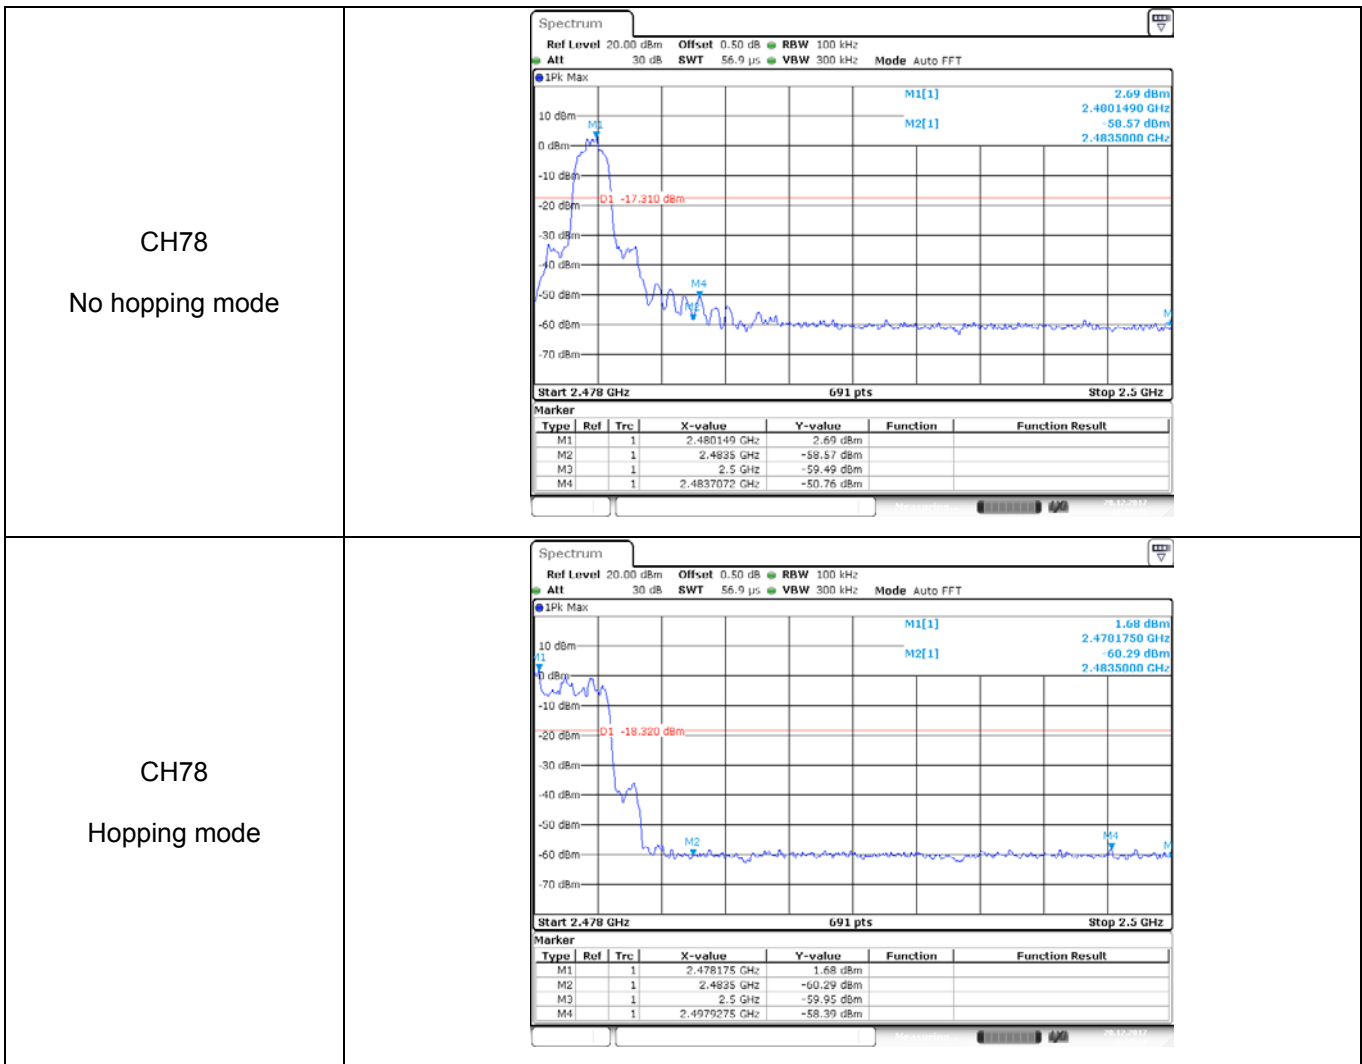 CH78
No hopping mode
Spectrum
Ref Level 20.00 dBm Offset 0.50 dB RBW 100 kHz
Att 30 dB SWT 56.9 µs VBW 300 kHz Mode Auto FFT
1Pk Max
M1[1] 2.69 dBm
2.4801490 GHz
M2[1] -58.57 dBm
2.4835000 GHz
10 dBm
M1
0 dBm
-10 dBm
D1 -17.310 dBm
-20 dBm
-30 dBm
-40 dBm
M4
-50 dBm
M2
-60 dBm
-70 dBm
Start 2.478 GHz 691 pts Stop 2.5 GHz
Marker
Type Ref Trc X-value Y-value Function Function Result
M1 1 2.480149 GHz 2.69 dBm
M2 1 2.4835 GHz -58.57 dBm
M3 1 2.5 GHz -59.49 dBm
M4 1 2.4837072 GHz -50.76 dBm
CH78
Hopping mode
Spectrum
Ref Level 20.00 dBm Offset 0.50 dB RBW 100 kHz
Att 30 dB SWT 56.9 µs VBW 300 kHz Mode Auto FFT
1Pk Max
M1[1] 1.68 dBm
2.4781750 GHz
M2[1] -60.29 dBm
2.4835000 GHz
10 dBm
M1
0 dBm
-10 dBm
D1 -18.320 dBm
-20 dBm
-30 dBm
-40 dBm
-50 dBm
M2
M4
-60 dBm
-70 dBm
Start 2.478 GHz 691 pts Stop 2.5 GHz
Marker
Type Ref Trc X-value Y-value Function Function Result
M1 1 2.478175 GHz 1.68 dBm
M2 1 2.4835 GHz -60.29 dBm
M3 1 2.5 GHz -59.95 dBm
M4 1 2.4979275 GHz -58.39 dBm